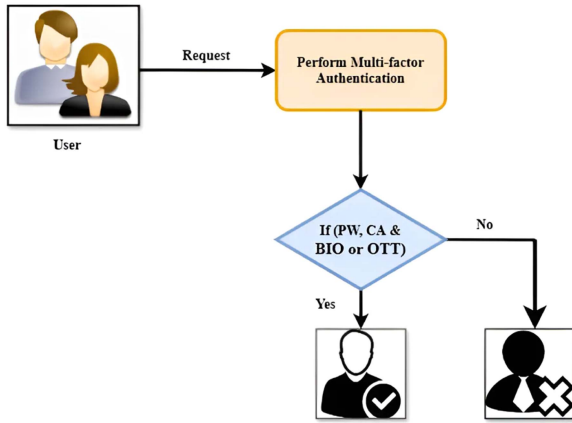 Request
Perform Multi-factor
Authentication
User
If (PW, CA &
BIO or OTT)
No
Yes